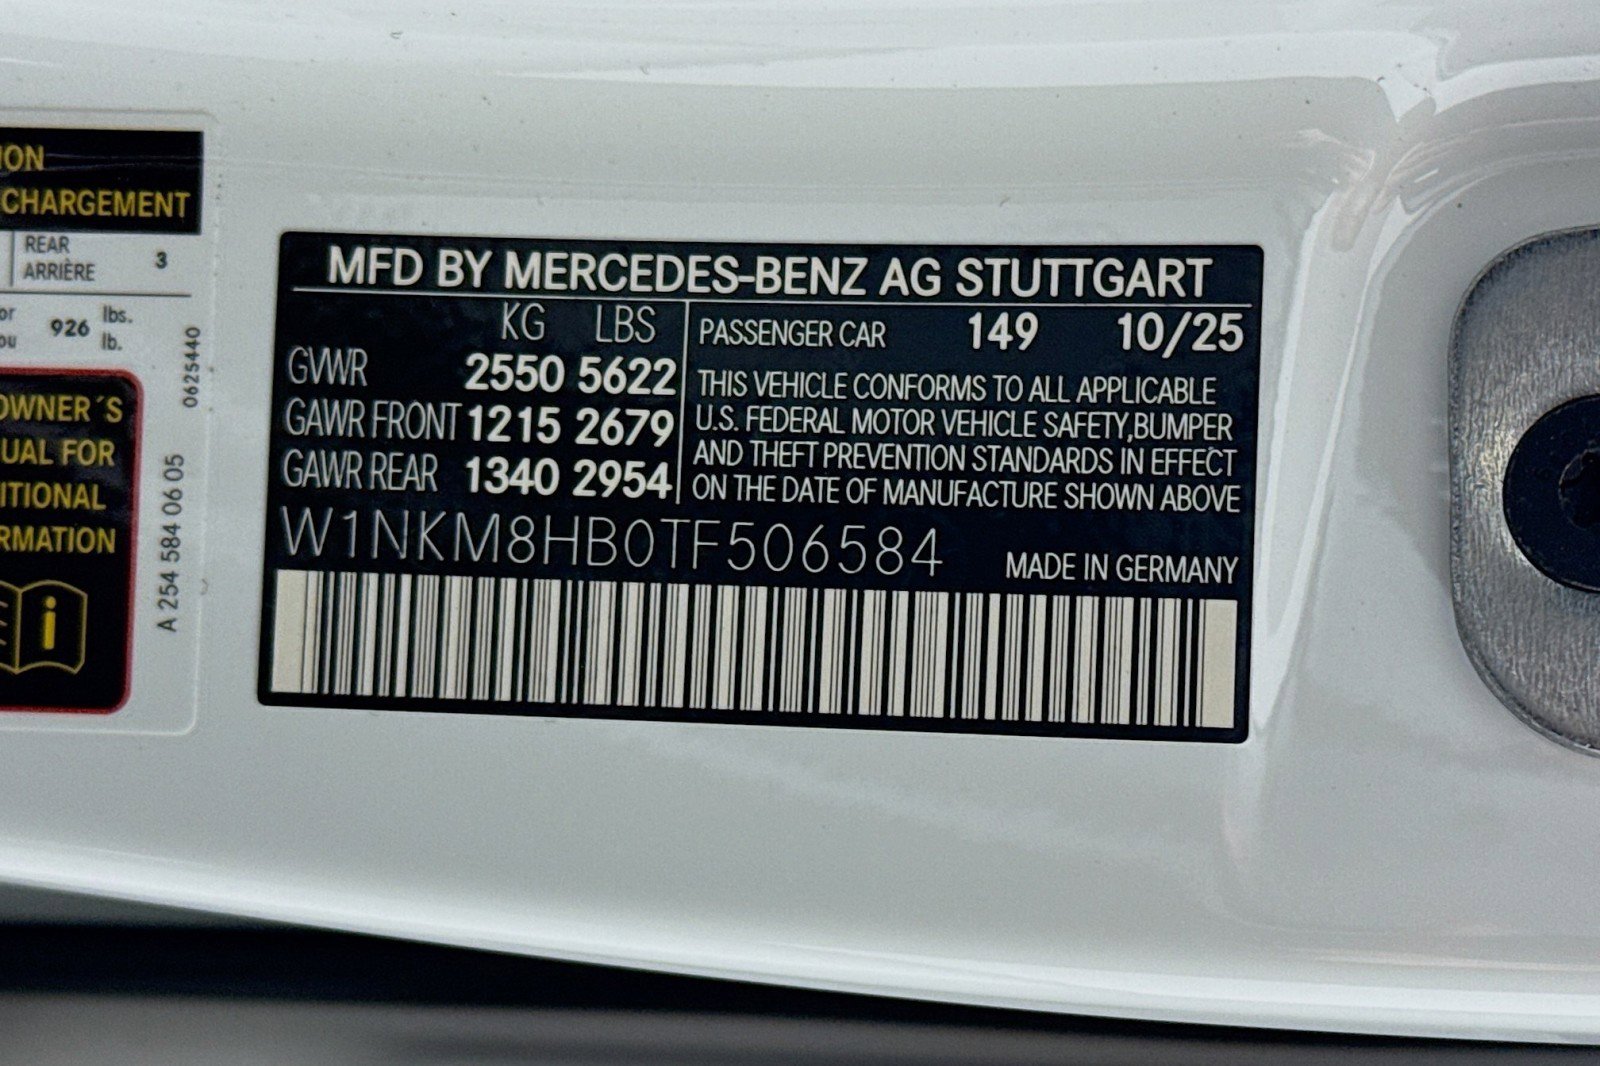 ION
CHARGEMENT
REAR
ARRIÈRE 3
or
ou 926 lbs.
lb.
0625440
OWNER´S
UAL FOR
ITIONAL
RMATION
A 254 584 06 05
MFD BY MERCEDES-BENZ AG STUTTGART
KG LBS
GVWR 2550 5622
GAWR FRONT 1215 2679
GAWR REAR 1340 2954
PASSENGER CAR 149 10/25
THIS VEHICLE CONFORMS TO ALL APPLICABLE
U.S. FEDERAL MOTOR VEHICLE SAFETY,BUMPER
AND THEFT PREVENTION STANDARDS IN EFFECT
ON THE DATE OF MANUFACTURE SHOWN ABOVE
W1NKM8HB0TF506584
MADE IN GERMANY